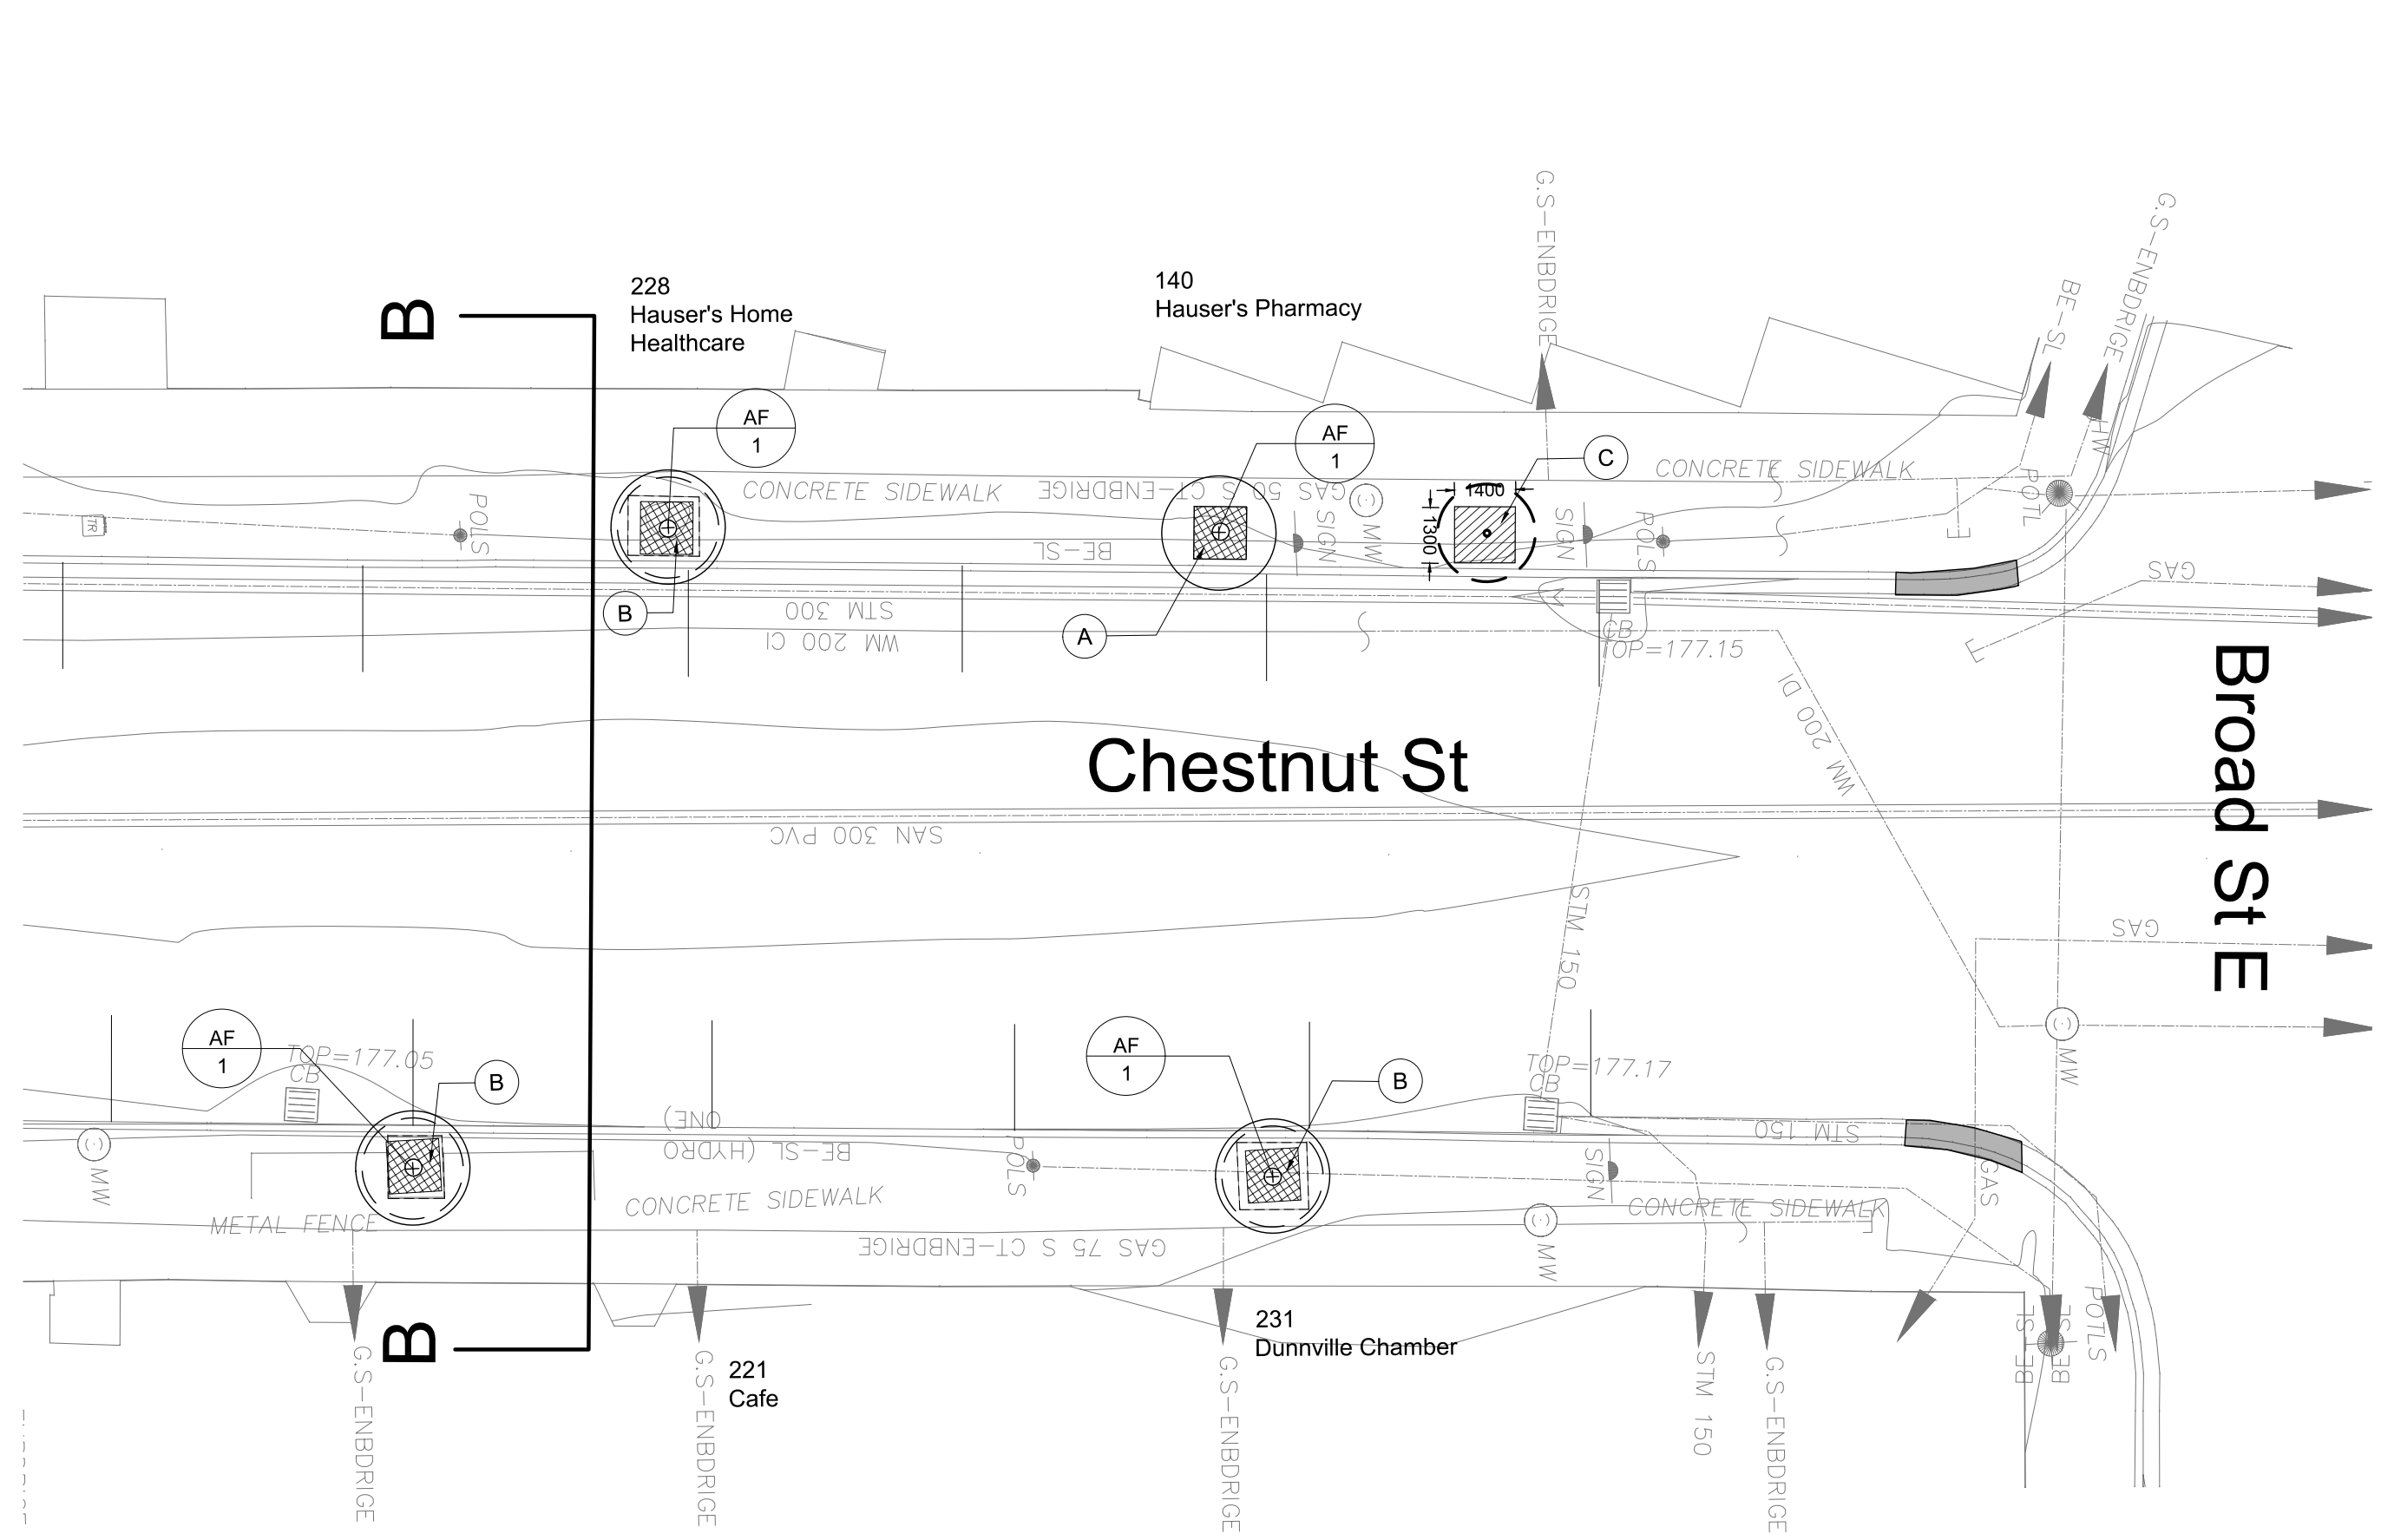 G.S-ENBDRIGE
G.S-ENBDRIGE
BE-SL
B
228
Hauser's Home
Healthcare
140
Hauser's Pharmacy
AF
1
AF
1
C
HW
CONCRETE SIDEWALK
CONCRETE SIDEWALK
GAS 50 S CT-ENBDRIGE
1400
1300
TR
POLS
SIGN
MW
SIGN
POLS
POTL
BE-SL
GAS
B
A
STM 300
WM 200 CI
CB
TOP=177.15
WM 200 DI
Broad St E
Chestnut St
SAN 300 PVC
STM 150
GAS
AF
1
AF
1
TOP=177.05
CB
B
B
TOP=177.17
CB
MW
BE-SL (HYDRO
ONE)
STM 150
MW
POLS
SIGN
GAS
METAL FENCE
CONCRETE SIDEWALK
CONCRETE SIDEWALK
GAS 75 S CT-ENBDRIGE
MW
B
231
Dunnville Chamber
221
Cafe
G.S-ENBDRIGE
G.S-ENBDRIGE
G.S-ENBDRIGE
STM 150
G.S-ENBDRIGE
BE-SL
BE-SL
POTLS